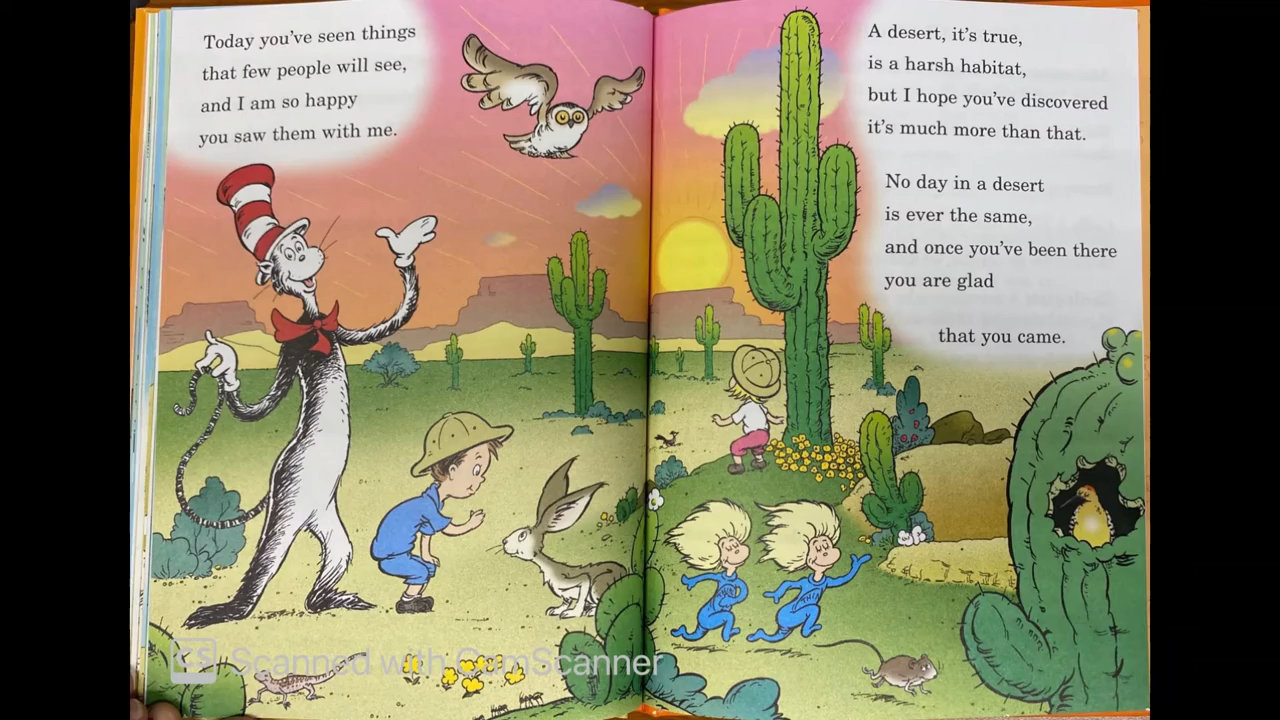 Today you've seen things
that few people will see,
and I am so happy
you saw them with me.
A desert, it's true,
is a harsh habitat,
but I hope you've discovered
it's much more than that.
No day in a desert
is ever the same,
and once you've been there
you are glad
that you came.
THING
CS Scanned with CamScanner